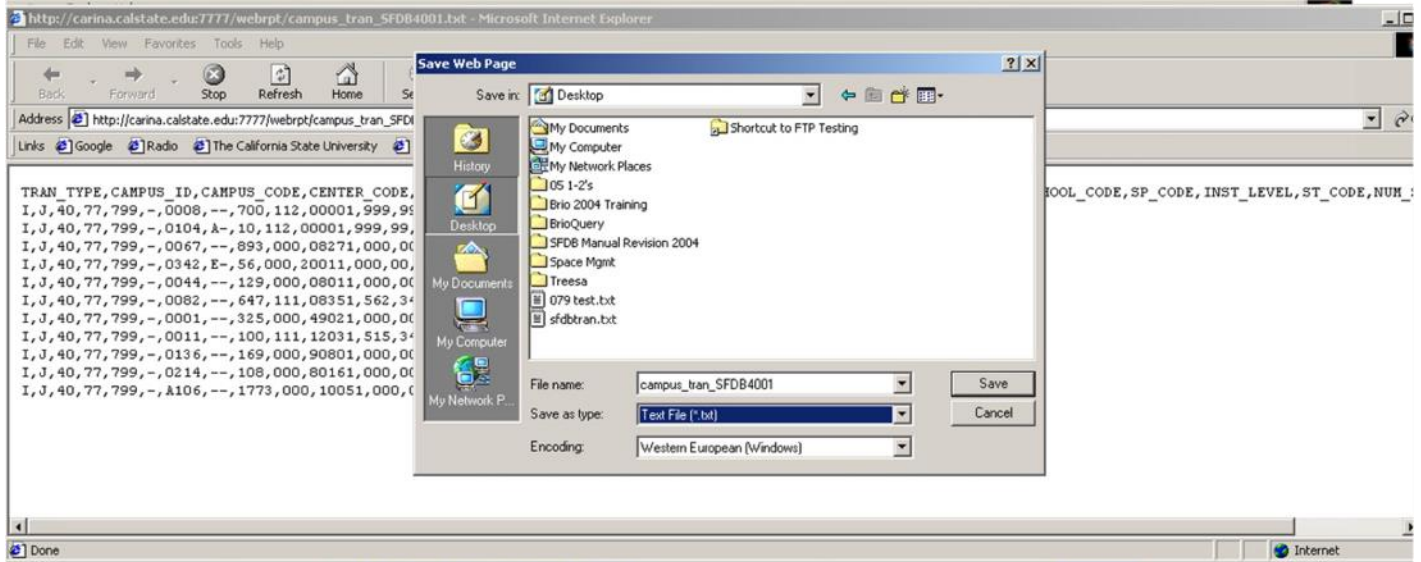 http://carina.calstate.edu:7777/webrpt/campus_tran_SFDB4001.txt - Microsoft Internet Explorer
File Edit View Favorites Tools Help
Back Forward Stop Refresh Home Se
Address http://carina.calstate.edu:7777/webrpt/campus_tran_SFD
Links Google Radio The California State University
TRAN_TYPE,CAMPUS_ID,CAMPUS_CODE,CENTER_CODE,
I,J,40,77,799,-,0008,--,700,112,00001,999,99
I,J,40,77,799,-,0104,A-,10,112,00001,999,99,
I,J,40,77,799,-,0067,--,893,000,08271,000,00
I,J,40,77,799,-,0342,E-,56,000,20011,000,00,
I,J,40,77,799,-,0044,--,129,000,08011,000,00
I,J,40,77,799,-,0082,--,647,111,08351,562,34
I,J,40,77,799,-,0001,--,325,000,49021,000,00
I,J,40,77,799,-,0011,--,100,111,12031,515,34
I,J,40,77,799,-,0136,--,169,000,90801,000,00
I,J,40,77,799,-,0214,--,108,000,80161,000,00
I,J,40,77,799,-,A106,--,1773,000,10051,000,0
HOOL_CODE,SP_CODE,INST_LEVEL,ST_CODE,NUM_
Save Web Page
Save in: Desktop
History
Desktop
My Documents
My Computer
My Network P...
My Documents
My Computer
My Network Places
05 1-2's
Brio 2004 Training
BrioQuery
SFDB Manual Revision 2004
Space Mgmt
Treesa
079 test.txt
sfdbtran.txt
Shortcut to FTP Testing
File name: campus_tran_SFDB4001 Save
Save as type: Text File (*.txt) Cancel
Encoding: Western European (Windows)
Done Internet